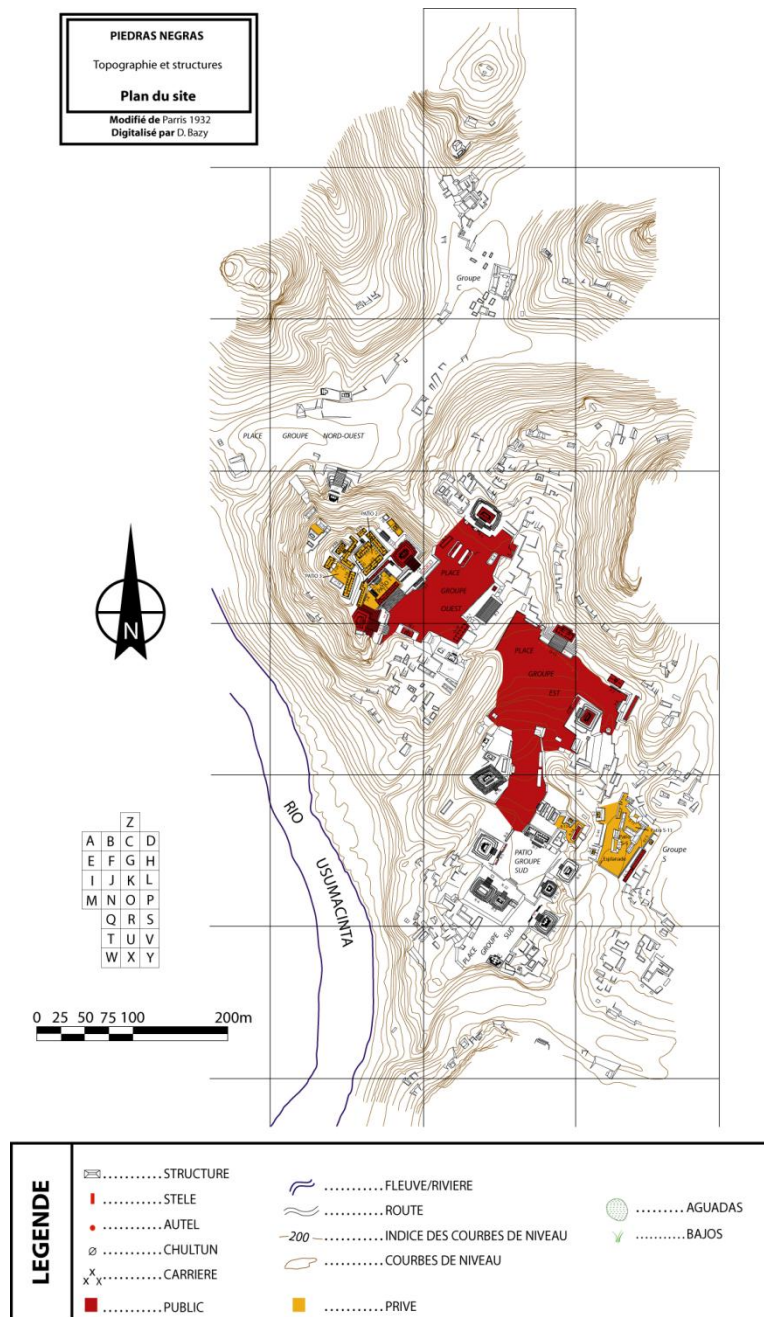 PIEDRAS NEGRAS
Topographie et structures
Plan du site
Modifié de Parris 1932
Digitalisé par D. Bazy
Groupe
C
PLACE GROUPE NORD-OUEST
PATIO 2
PATIO 3
PLACE
GROUPE
OUEST
N
PLACE
GROUPE
EST
RIO
USUMACINTA
Z
A B C D
E F G H
I J K L
M N O P
Q R S
T U V
W X Y
PATIO
GROUPE
SUD
Esplanade
Groupe
S
PLACE GROUPE SUD
0 25 50 75 100 200m
LEGENDE
STRUCTURE
STELE
AUTEL
CHULTUN
X X X CARRIERE
PUBLIC
FLEUVE/RIVIERE
ROUTE
200 INDICE DES COURBES DE NIVEAU
COURBES DE NIVEAU
PRIVE
AGUADAS
BAJOS